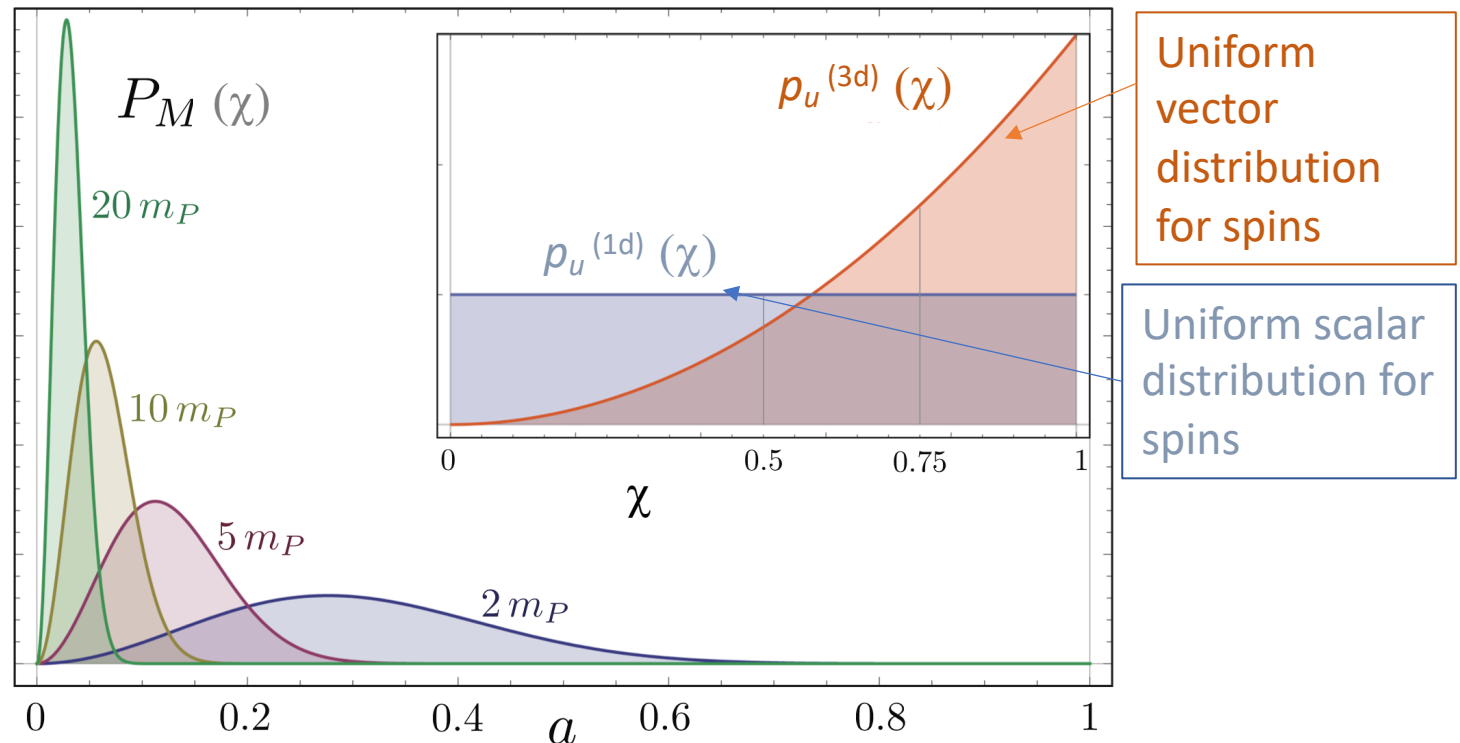 P_M (χ)
20 m_P
10 m_P
5 m_P
2 m_P
0 0.2 0.4 0.6 0.8 1
a
p_u^(3d) (χ)
p_u^(1d) (χ)
0 0.5 0.75 1
χ
Uniform
vector
distribution
for spins
Uniform scalar
distribution for
spins